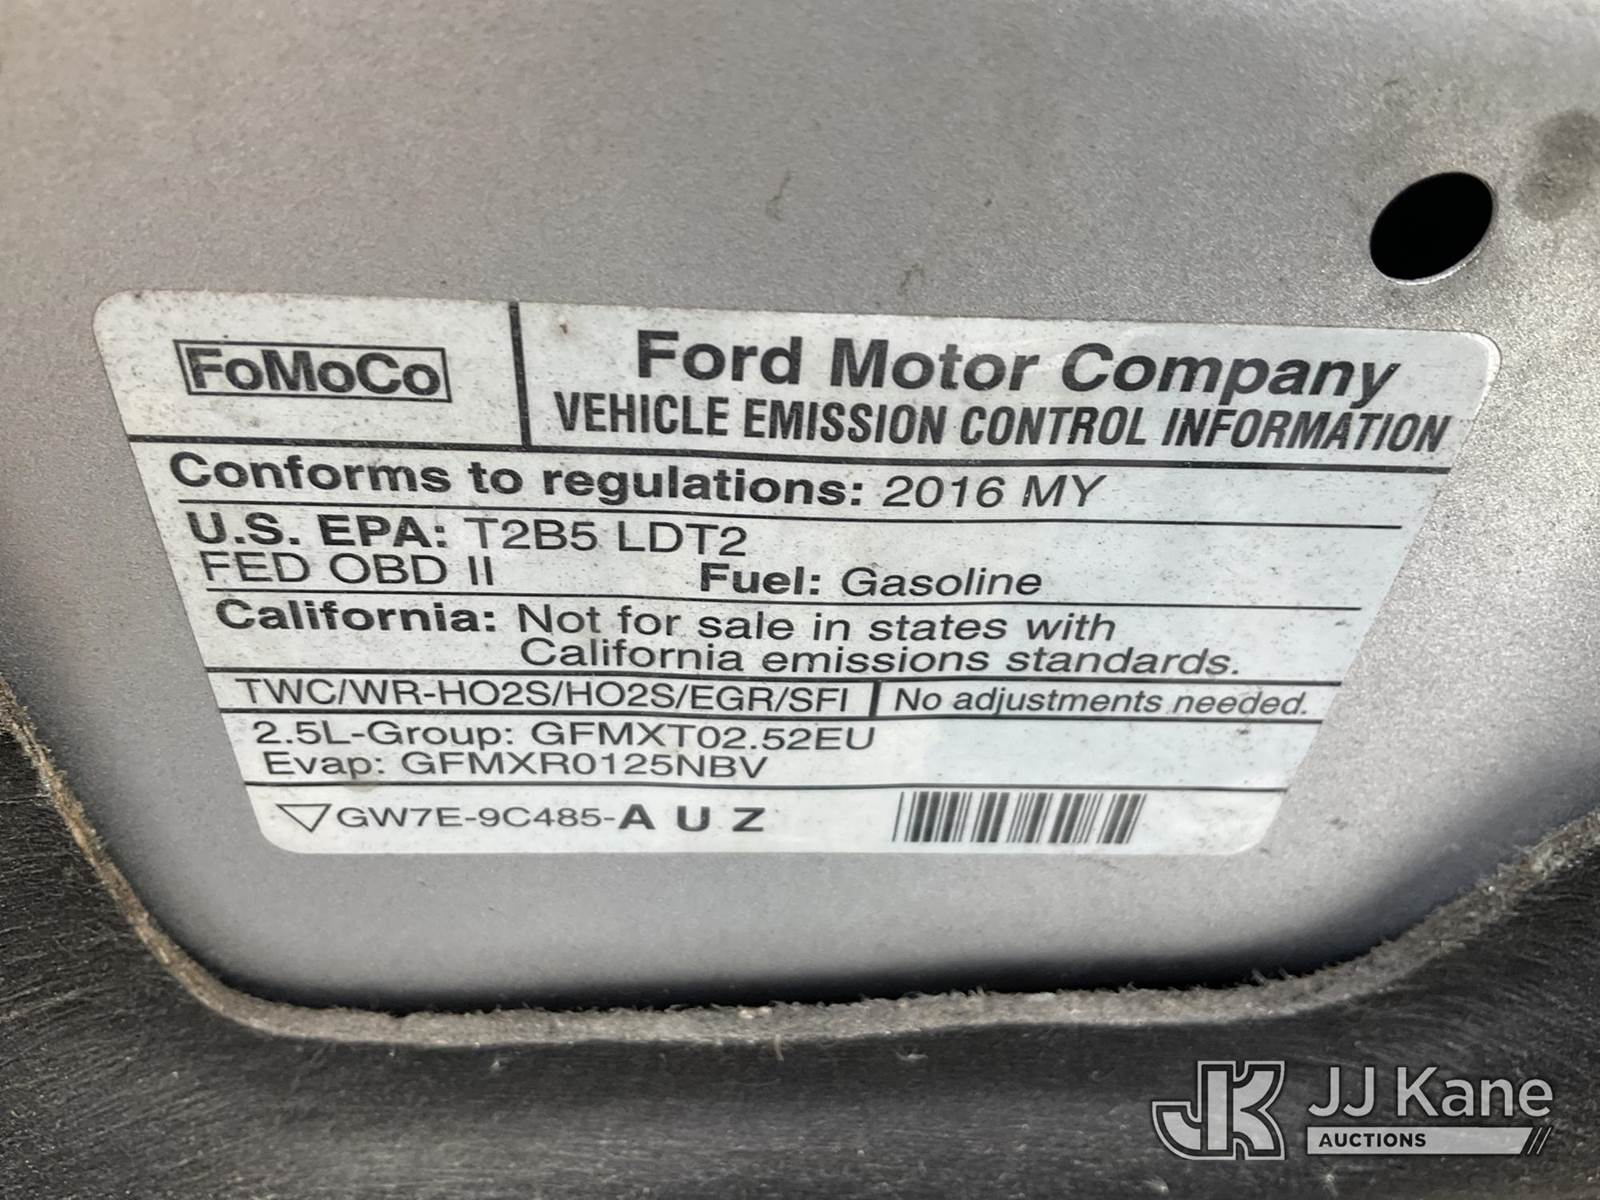 FoMoCo
Ford Motor Company
VEHICLE EMISSION CONTROL INFORMATION
Conforms to regulations: 2016 MY
U.S. EPA: T2B5 LDT2
FED OBD II Fuel: Gasoline
California: Not for sale in states with
California emissions standards.
TWC/WR-HO2S/HO2S/EGR/SFI No adjustments needed.
2.5L-Group: GFMXT02.52EU
Evap: GFMXR0125NBV
GW7E-9C485-A U Z
JK JJ Kane
AUCTIONS